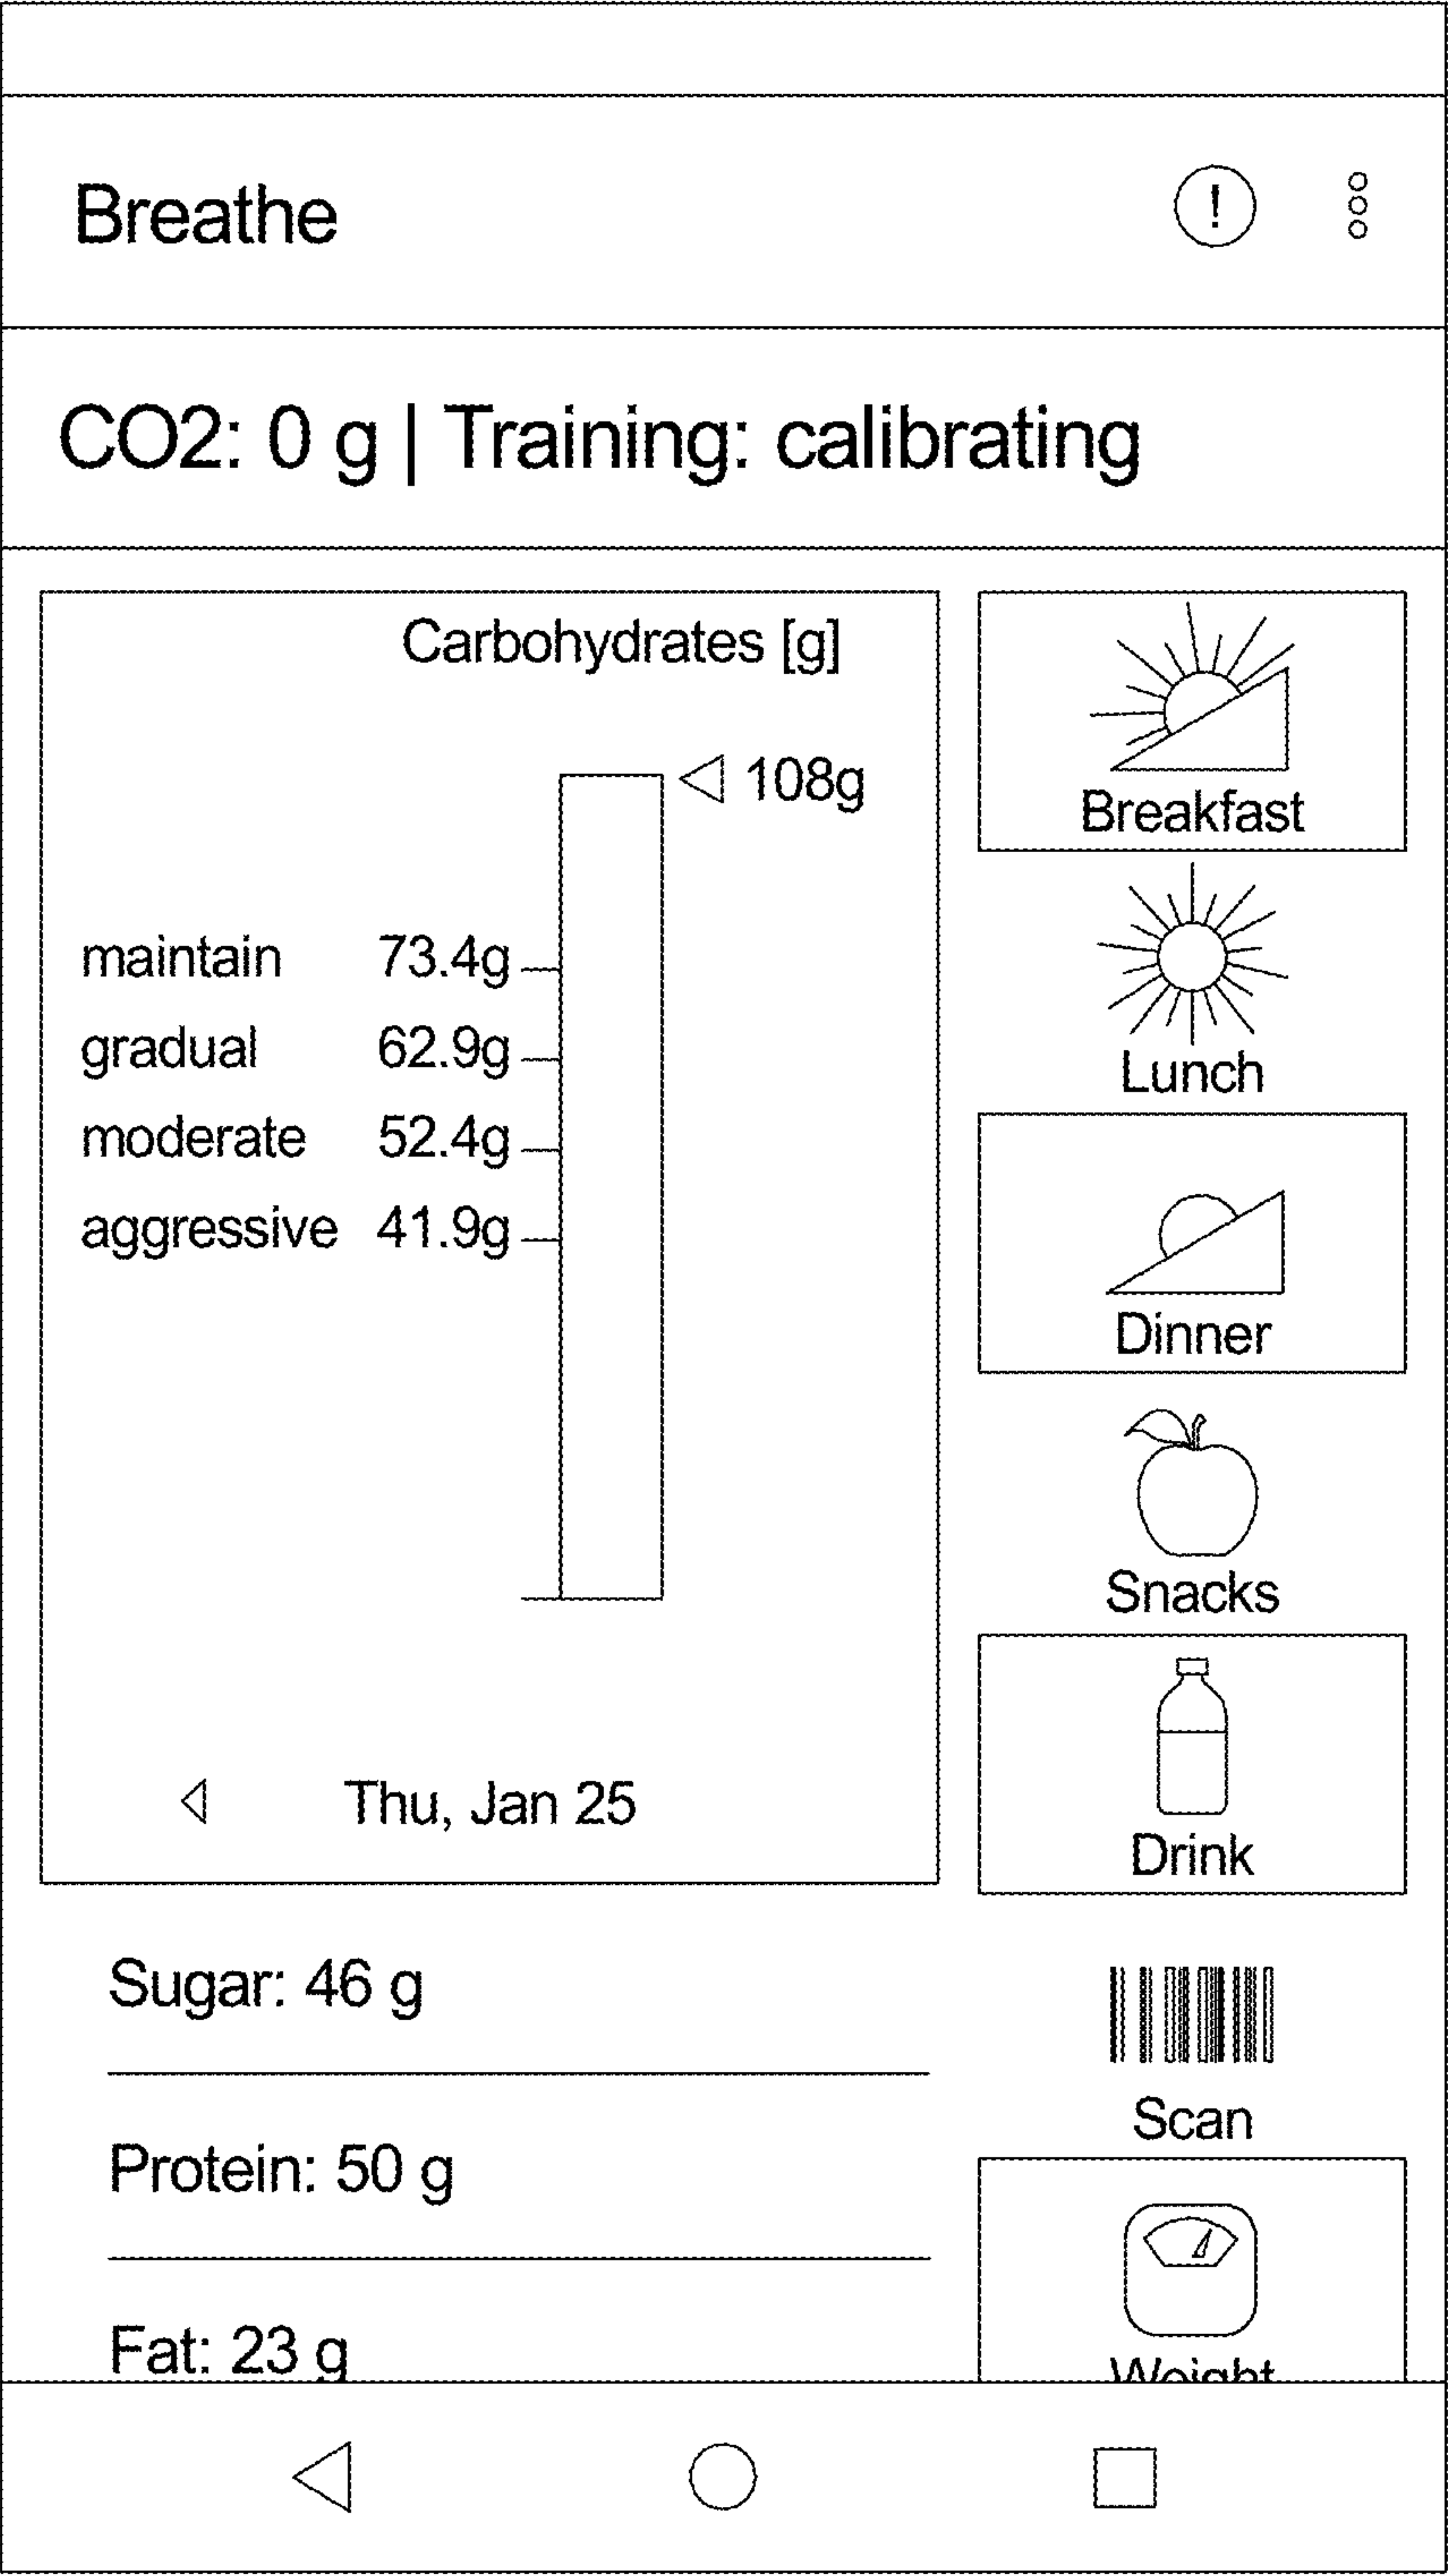 Breathe
!
CO2: 0 g | Training: calibrating
Carbohydrates [g]
108g
maintain 73.4g
gradual 62.9g
moderate 52.4g
aggressive 41.9g
Thu, Jan 25
Sugar: 46 g
Protein: 50 g
Fat: 23 g
Breakfast
Lunch
Dinner
Snacks
Drink
Scan
Weight